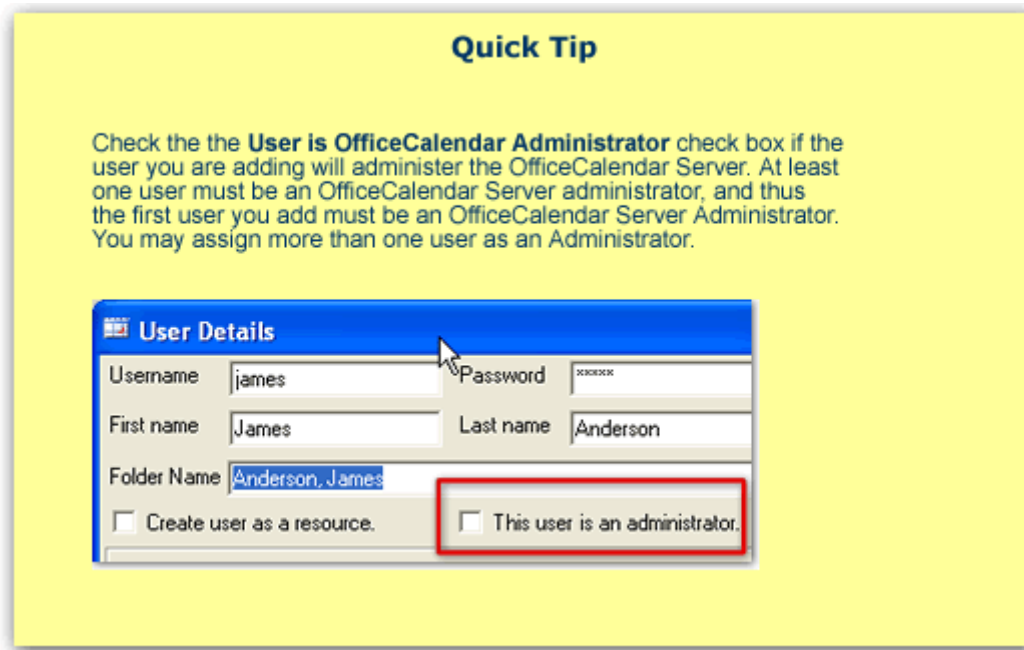 Quick Tip
Check the the User is OfficeCalendar Administrator check box if the
user you are adding will administer the OfficeCalendar Server. At least
one user must be an OfficeCalendar Server administrator, and thus
the first user you add must be an OfficeCalendar Server Administrator.
You may assign more than one user as an Administrator.
User Details
Username james Password xxxxx
First name James Last name Anderson
Folder Name Anderson, James
Create user as a resource. This user is an administrator.